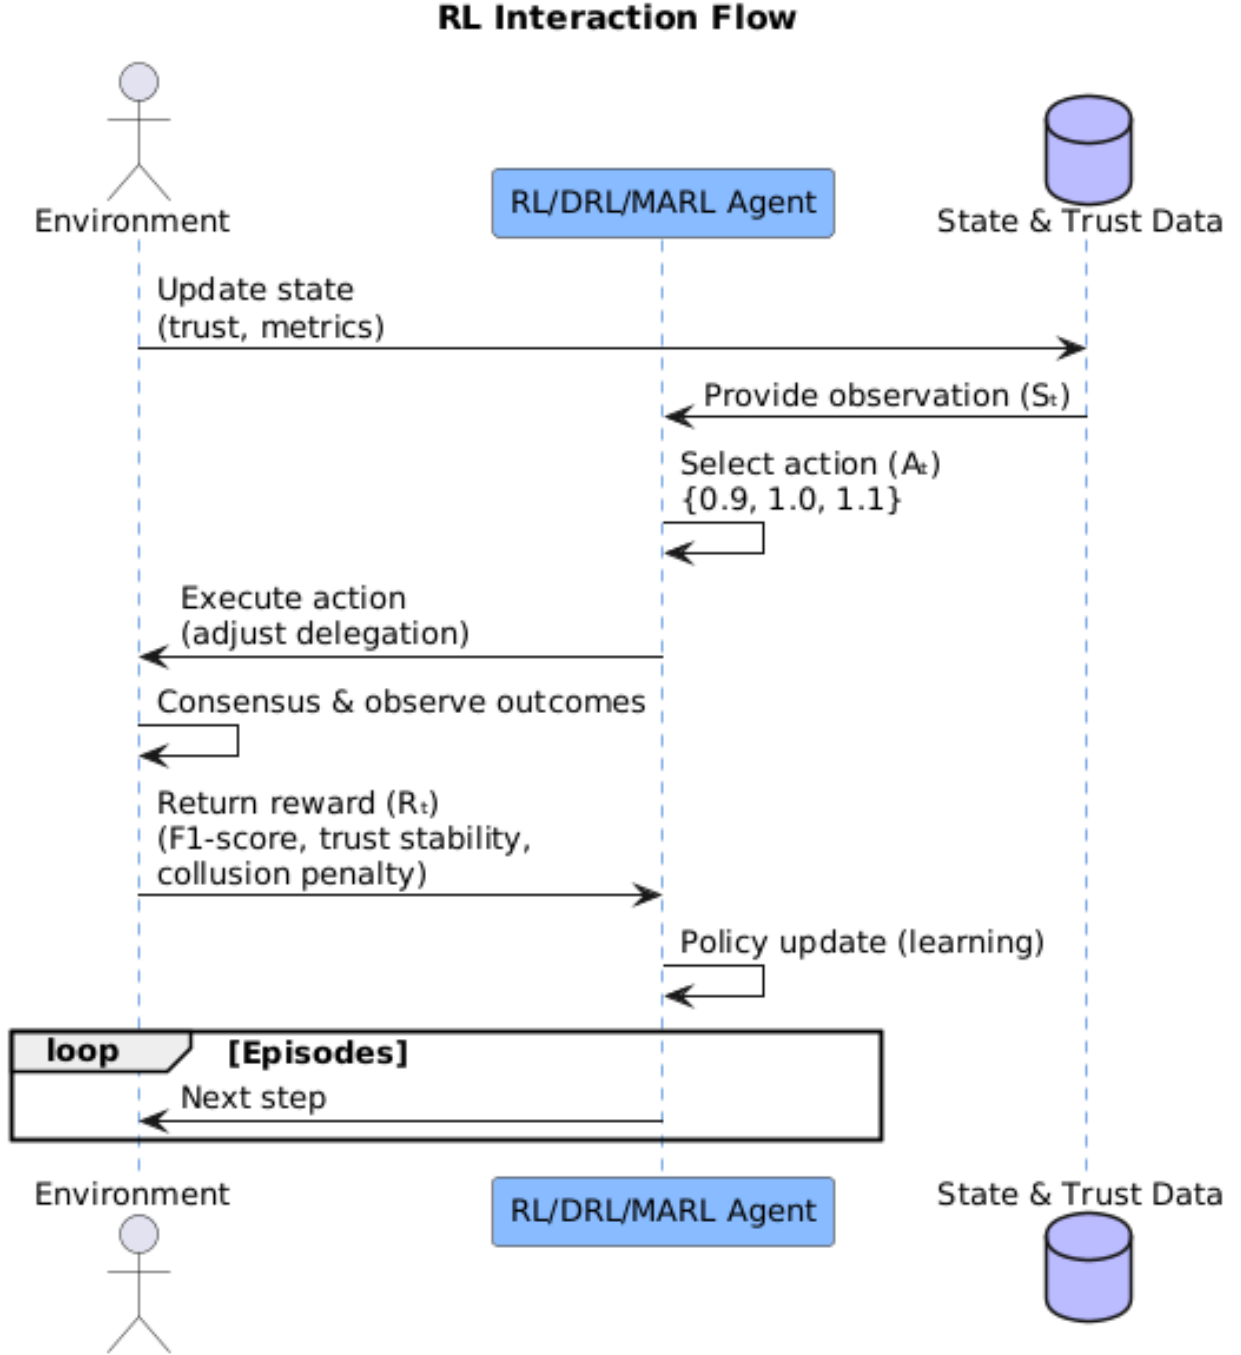 RL Interaction Flow
Environment
RL/DRL/MARL Agent
State & Trust Data
Update state
(trust, metrics)
Provide observation (Sₜ)
Select action (Aₜ)
{0.9, 1.0, 1.1}
Execute action
(adjust delegation)
Consensus & observe outcomes
Return reward (Rₜ)
(F1-score, trust stability,
collusion penalty)
Policy update (learning)
loop [Episodes]
Next step
Environment
RL/DRL/MARL Agent
State & Trust Data